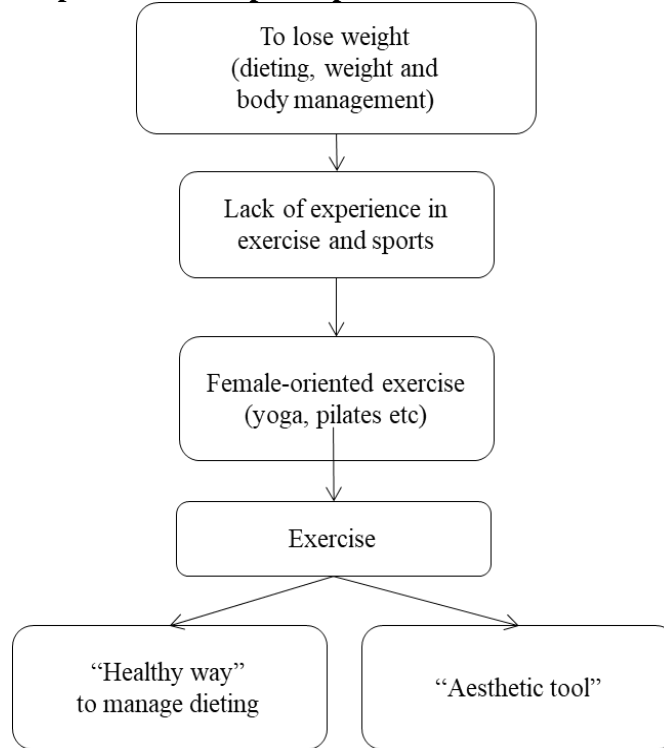 To lose weight
(dieting, weight and
body management)
Lack of experience in
exercise and sports
Female-oriented exercise
(yoga, pilates etc)
Exercise
“Healthy way”
to manage dieting
“Aesthetic tool”